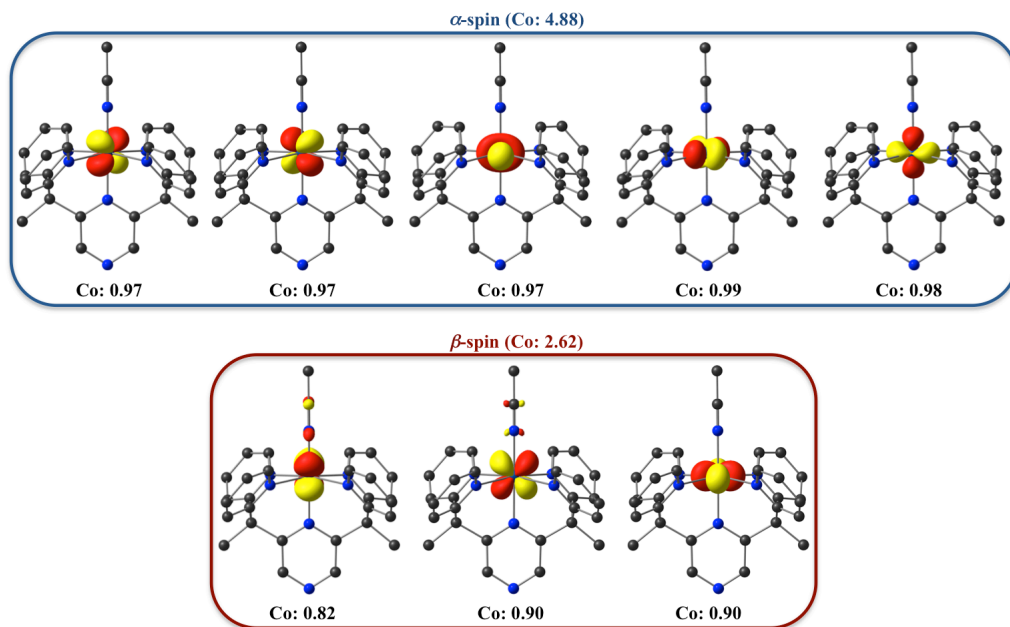 α-spin (Co: 4.88)
Co: 0.97 Co: 0.97 Co: 0.97 Co: 0.99 Co: 0.98
β-spin (Co: 2.62)
Co: 0.82 Co: 0.90 Co: 0.90